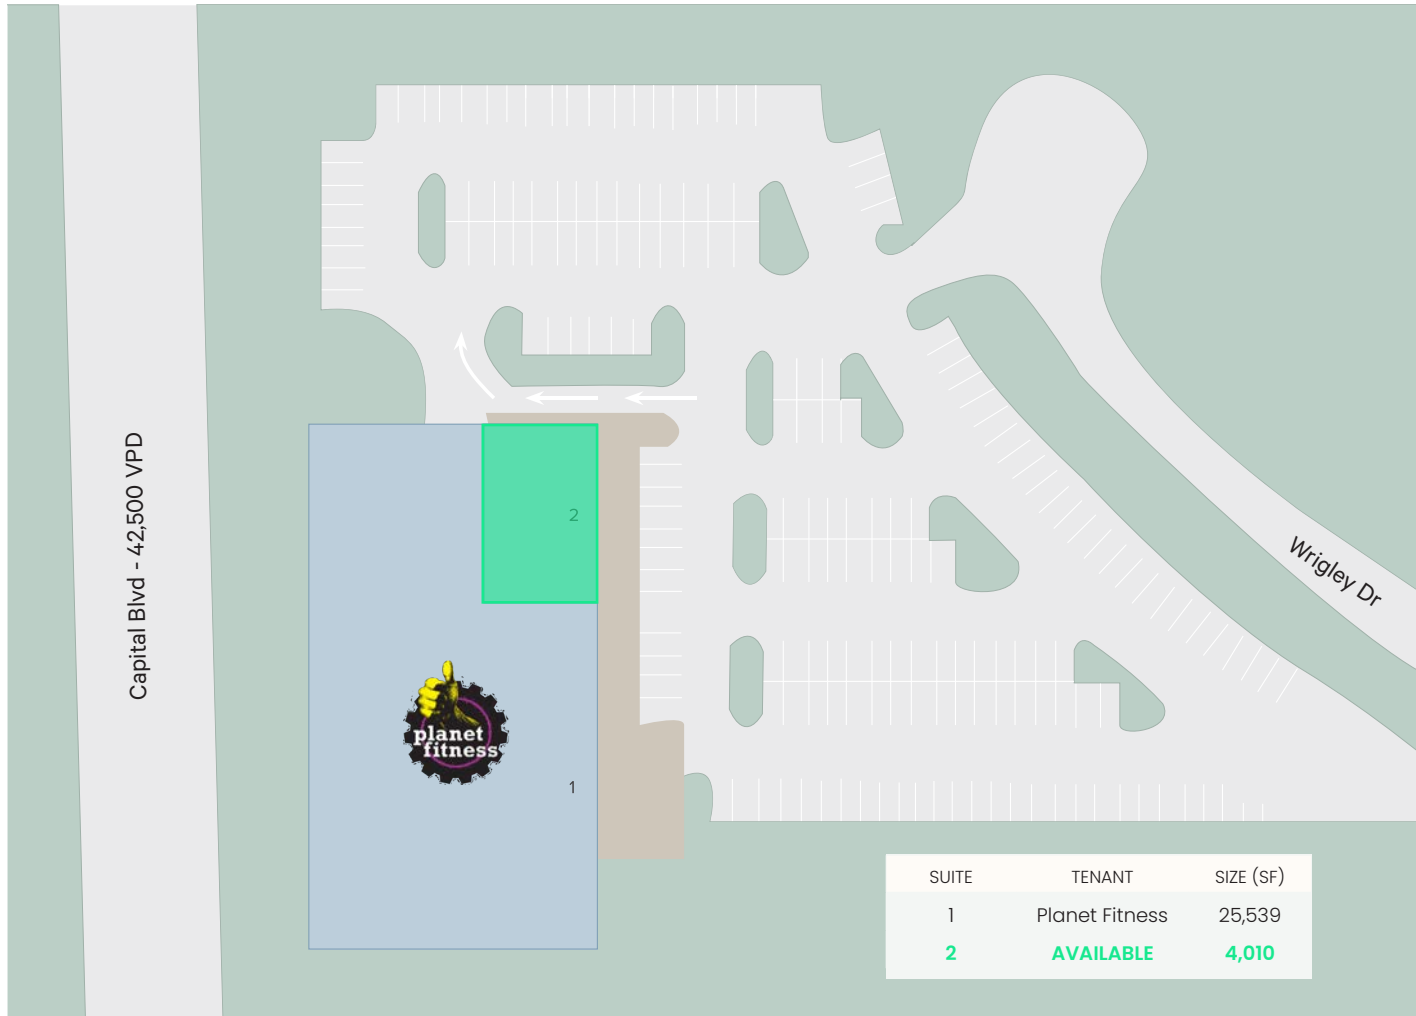 Capital Blvd - 42,500 VPD
Wrigley Dr
2
planet
fitness
1
SUITE TENANT SIZE (SF)
1 Planet Fitness 25,539
2 AVAILABLE 4,010